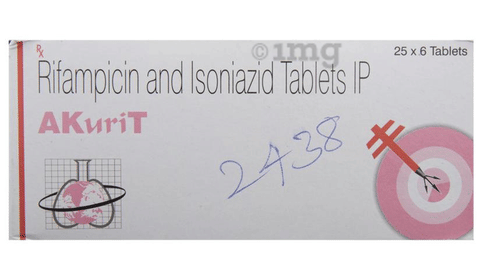 © 1mg
Rx
25 x 6 Tablets
Rifampicin and Isoniazid Tablets IP
AKuriT
2438